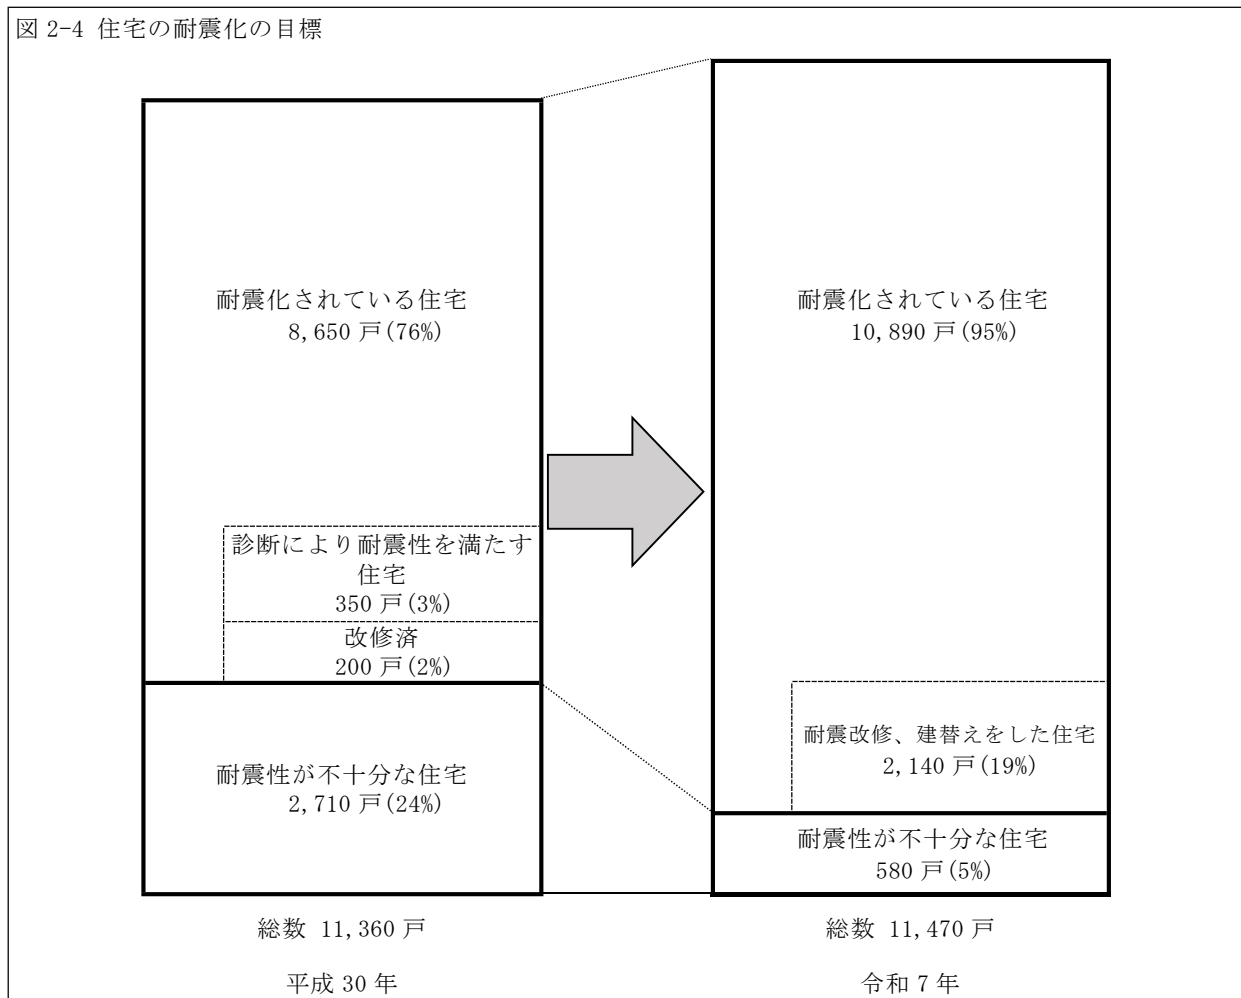 図 2-4 住宅の耐震化の目標
耐震化されている住宅
8,650 戸(76%)
診断により耐震性を満たす
住宅
350 戸(3%)
改修済
200 戸(2%)
耐震性が不十分な住宅
2,710 戸(24%)
総数 11,360 戸
平成 30 年
耐震化されている住宅
10,890 戸(95%)
耐震改修、建替えをした住宅
2,140 戸(19%)
耐震性が不十分な住宅
580 戸(5%)
総数 11,470 戸
令和 7 年